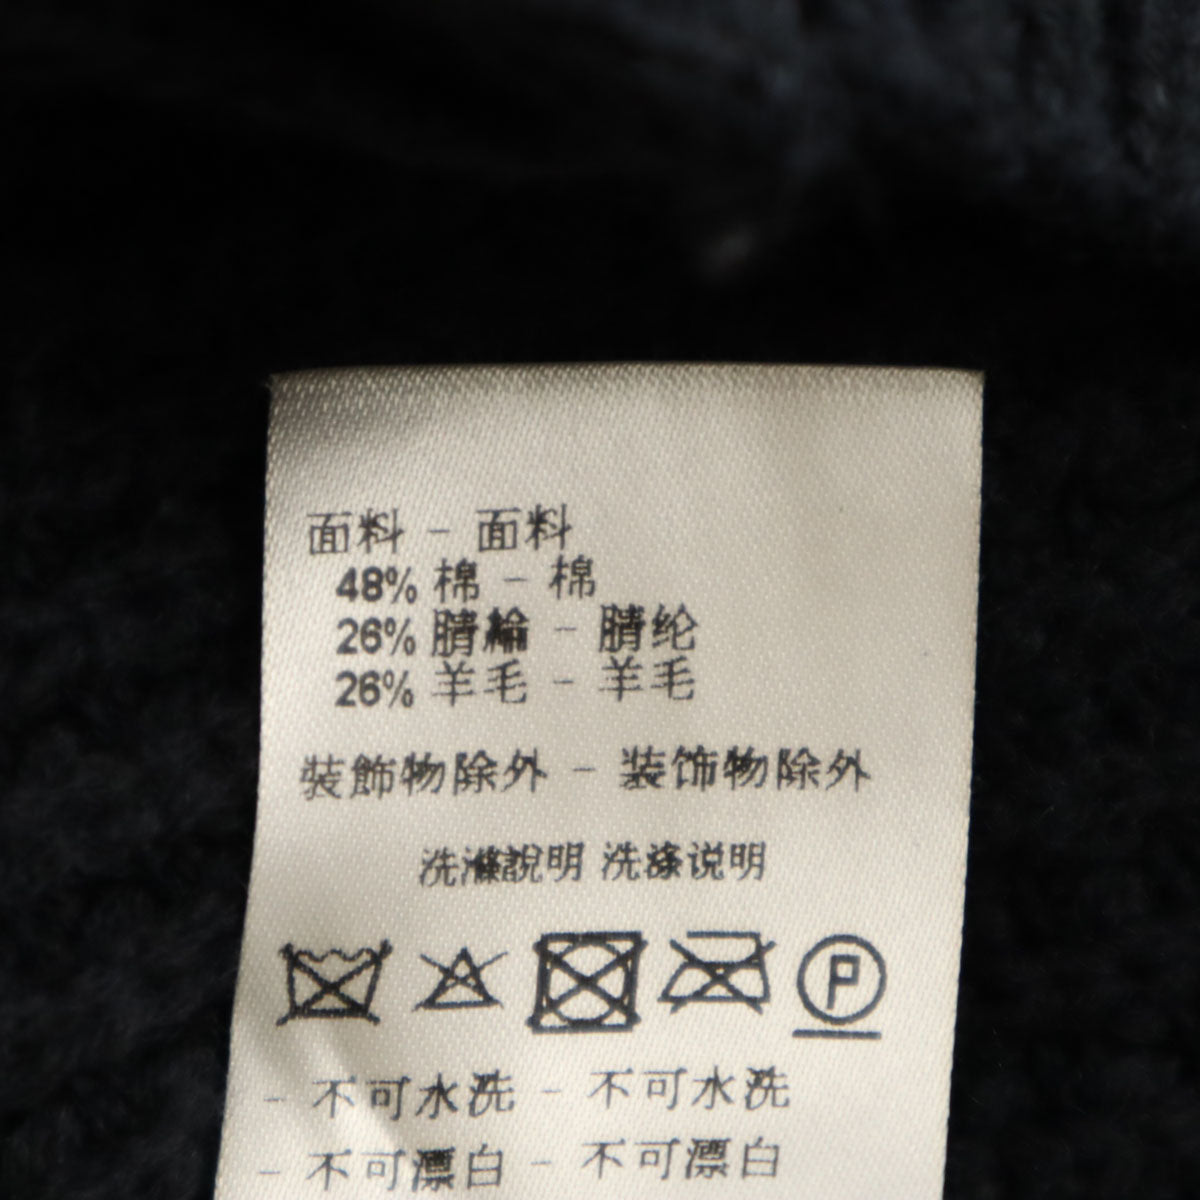 面料 - 面料
48% 棉 - 棉
26% 腈綸 - 腈纶
26% 羊毛 - 羊毛
裝飾物除外 - 装饰物除外
洗滌說明 洗涤说明
P
- 不可水洗 - 不可水洗
- 不可漂白 - 不可漂白